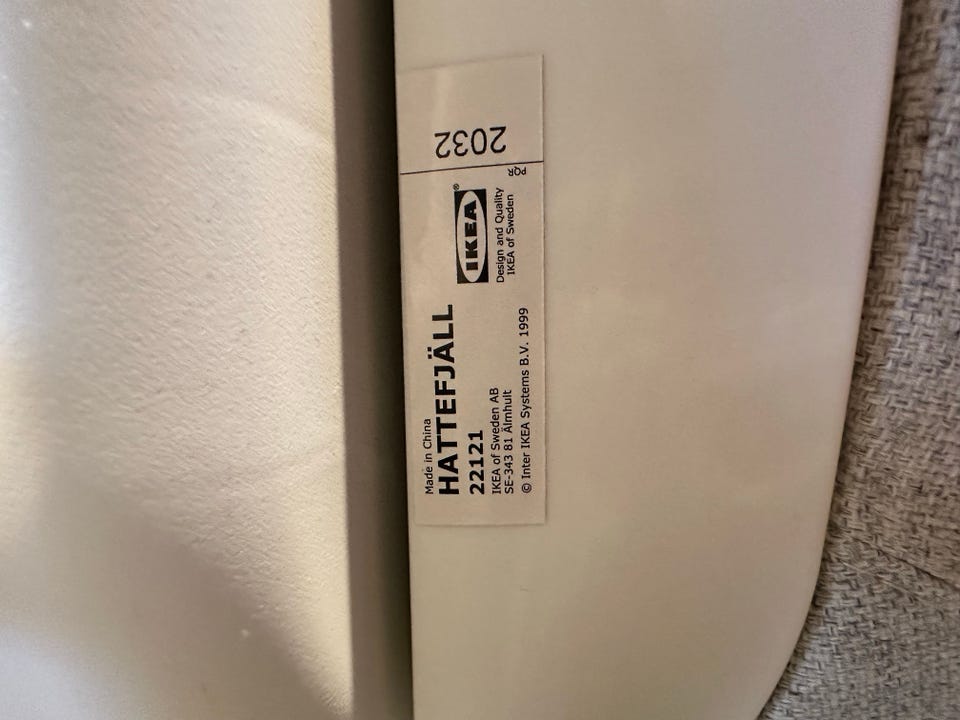 Made in China
HATTEFJÄLL
22121
IKEA of Sweden AB
SE-343 81 Älmhult
© Inter IKEA Systems B.V. 1999
IKEA®
Design and Quality
IKEA of Sweden
PQR
2032